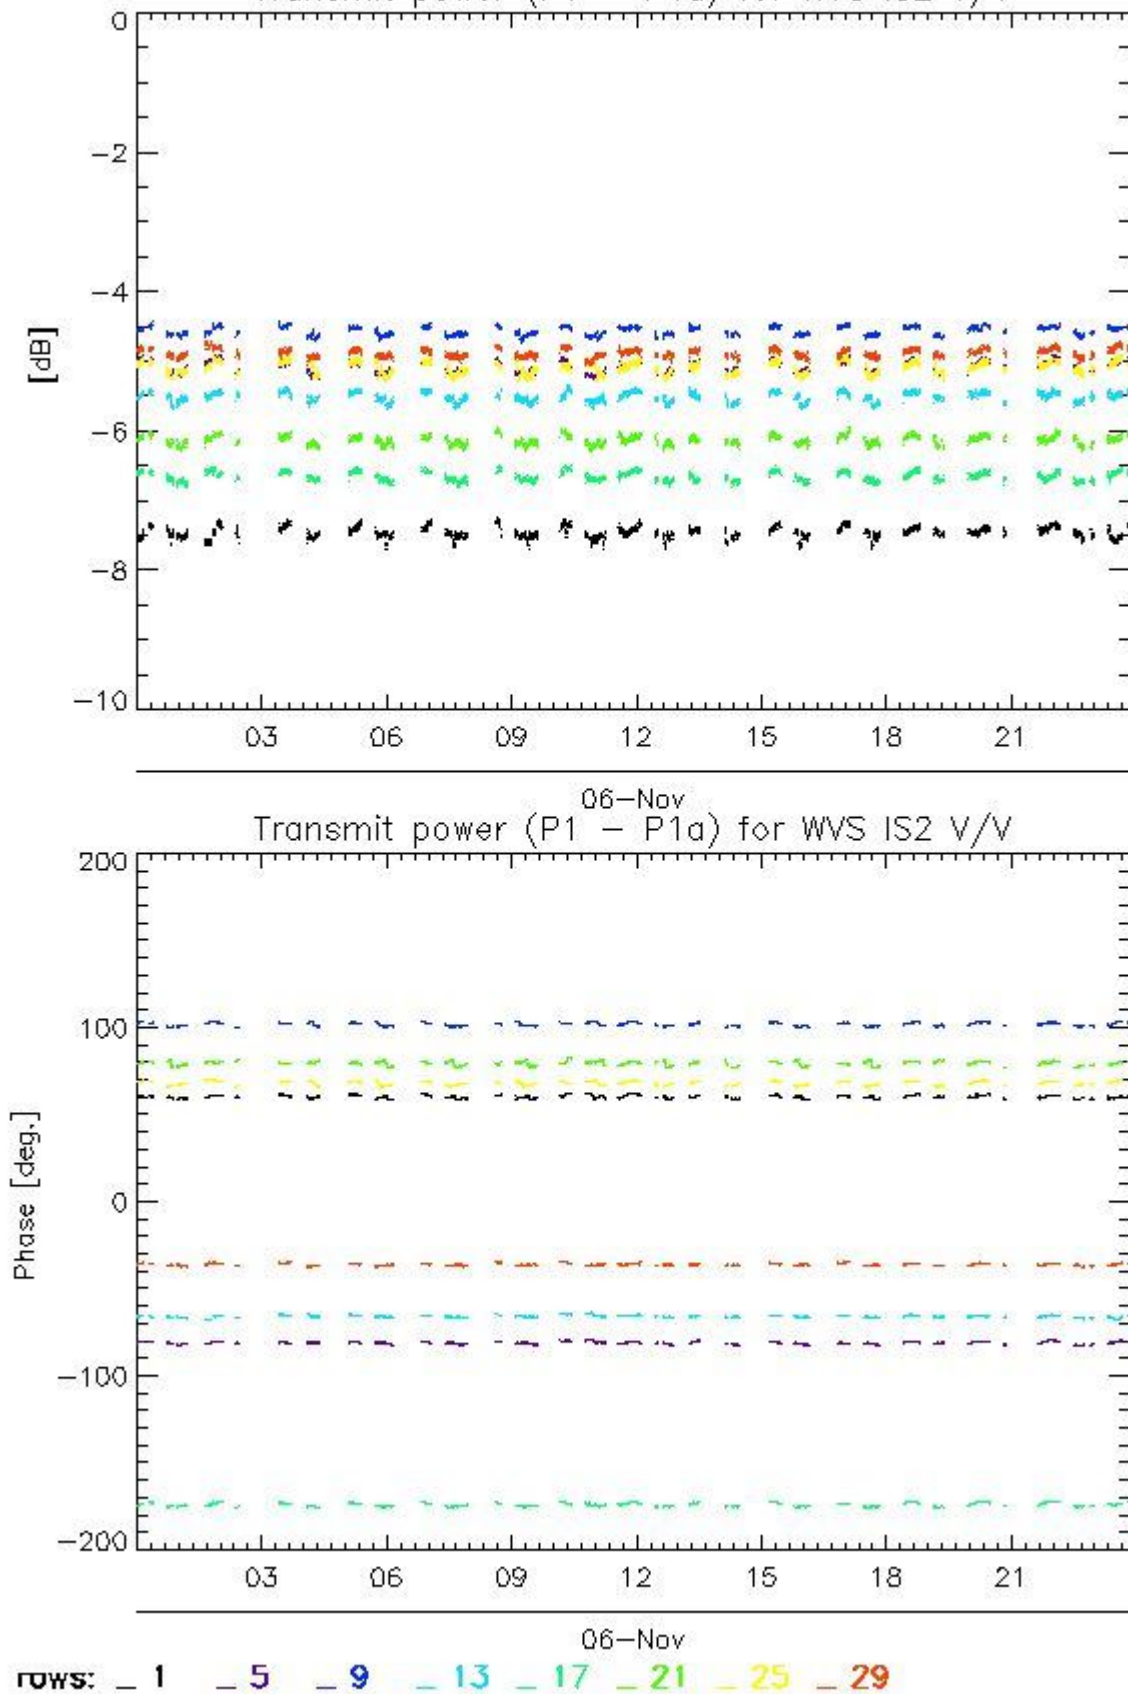 0
−2
−4
[dB]
−6
−8
−10
03 06 09 12 15 18 21
06−Nov
Transmit power (P1 − P1a) for WVS IS2 V/V
200
100
0
Phase [deg.]
−100
−200
03 06 09 12 15 18 21
06−Nov
rows: _ 1 _ 5 _ 9 _ 13 _ 17 _ 21 _ 25 _ 29